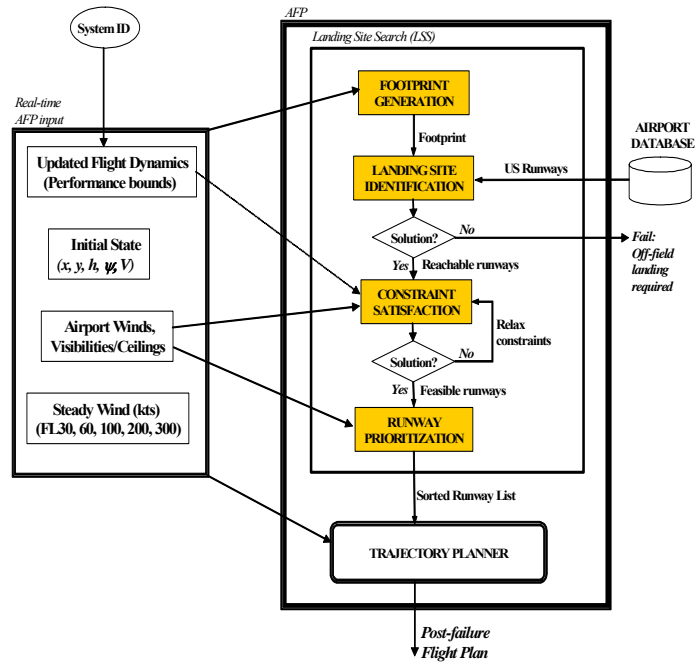 System ID
AFP
Landing Site Search (LSS)
Real-time
AFP input
FOOTPRINT
GENERATION
Footprint
AIRPORT
DATABASE
Updated Flight Dynamics
(Performance bounds)
LANDING SITE
IDENTIFICATION
US Runways
Initial State
(x, y, h, ψ, V)
Solution?
No
Fail:
Off-field
landing
required
Yes
Reachable runways
CONSTRAINT
SATISFACTION
Airport Winds,
Visibilities/Ceilings
Relax
constraints
Solution?
No
Yes
Feasible runways
Steady Wind (kts)
(FL30, 60, 100, 200, 300)
RUNWAY
PRIORITIZATION
Sorted Runway List
TRAJECTORY PLANNER
Post-failure
Flight Plan